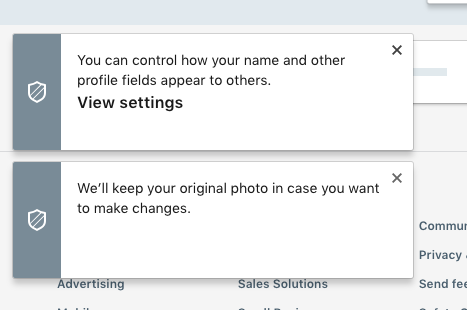 You can control how your name and other
profile fields appear to others.
View settings
We’ll keep your original photo in case you want
to make changes.
Privacy
Advertising
Sales Solutions
Send